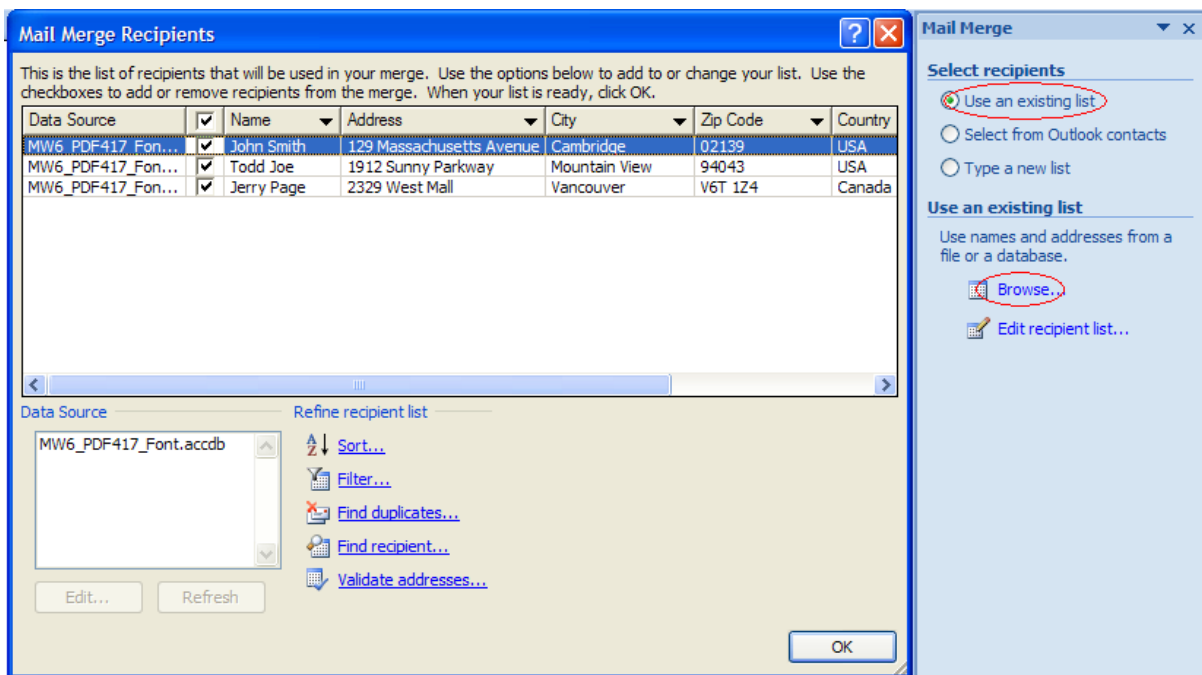 Mail Merge Recipients
This is the list of recipients that will be used in your merge. Use the options below to add to or change your list. Use the
checkboxes to add or remove recipients from the merge. When your list is ready, click OK.
Data Source Name Address City Zip Code Country
MW6_PDF417_Fon... John Smith 129 Massachusetts Avenue Cambridge 02139 USA
MW6_PDF417_Fon... Todd Joe 1912 Sunny Parkway Mountain View 94043 USA
MW6_PDF417_Fon... Jerry Page 2329 West Mall Vancouver V6T 1Z4 Canada
Data Source
MW6_PDF417_Font.accdb
Edit... Refresh
Refine recipient list
Sort...
Filter...
Find duplicates...
Find recipient...
Validate addresses...
OK
Mail Merge
Select recipients
Use an existing list
Select from Outlook contacts
Type a new list
Use an existing list
Use names and addresses from a
file or a database.
Browse...
Edit recipient list...